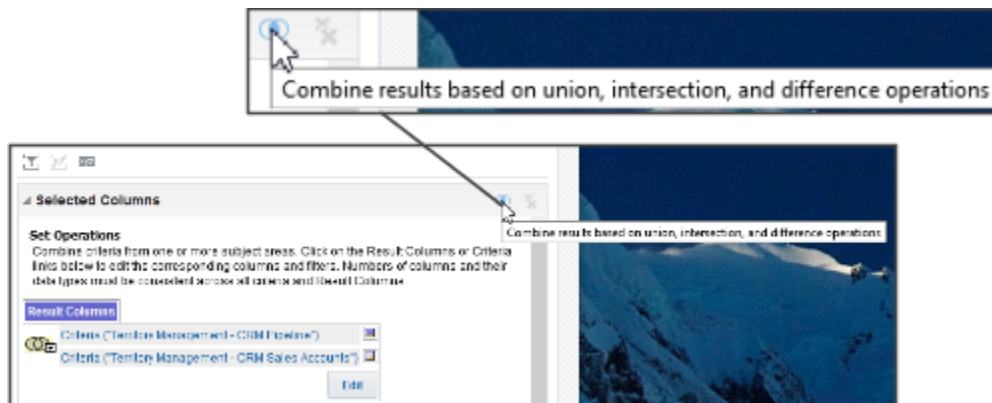 Combine results based on union, intersection, and difference operations
Selected Columns
Combine results based on union, intersection, and difference operations
Set Operations
Combine criteria from one or more subject areas. Click on the Result Columns or Criteria
links below to edit the corresponding columns and filters. Numbers of columns and their
data types must be consistent across all criteria and Result Columns
Result Columns
Criteria ("Territory Management - CRM Pipeline")
Criteria ("Territory Management - CRM Sales Accounts")
Edit